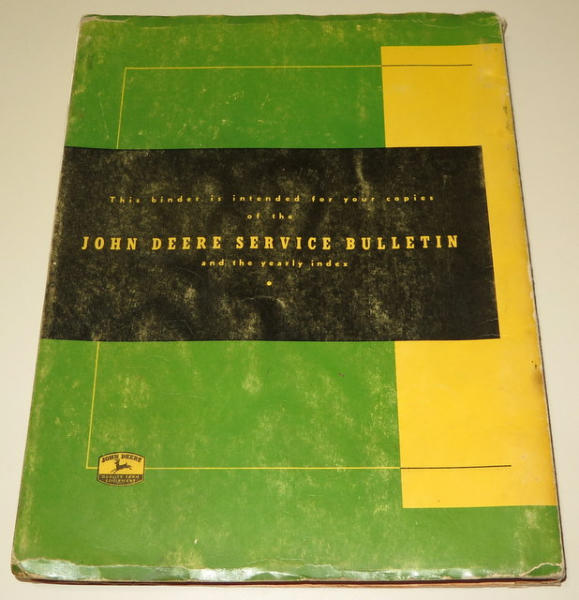 This binder is intended for your copies
of the
JOHN DEERE SERVICE BULLETIN
and the yearly index
JOHN DEERE
QUALITY FARM
EQUIPMENT